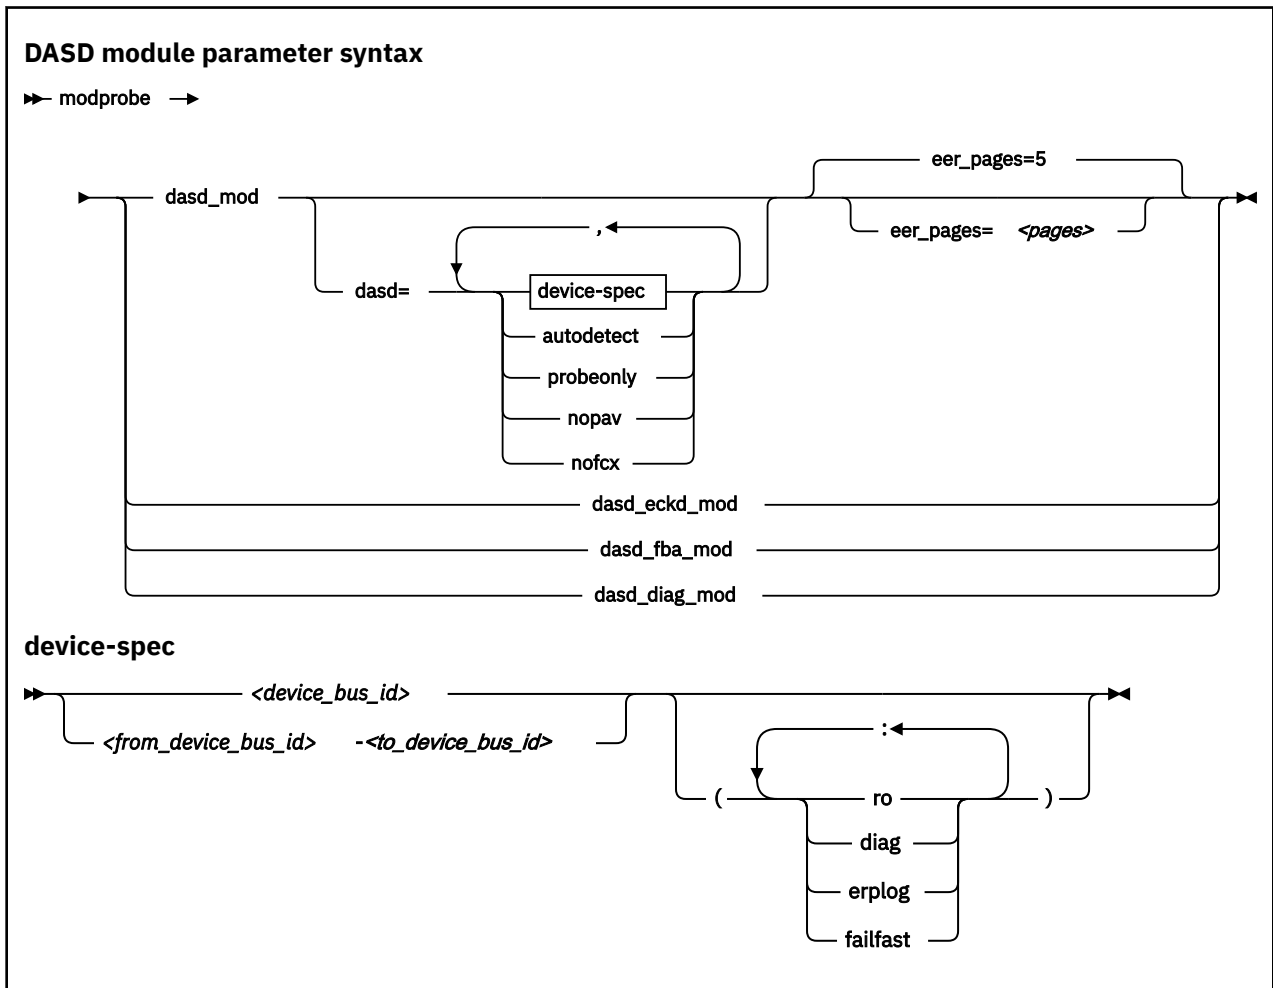 DASD module parameter syntax
modprobe
eer_pages=5
dasd_mod
eer_pages= <pages>
,
dasd= device-spec
autodetect
probeonly
nopav
nofcx
dasd_eckd_mod
dasd_fba_mod
dasd_diag_mod
device-spec
<device_bus_id>
<from_device_bus_id> -<to_device_bus_id>
:
( ro )
diag
erplog
failfast